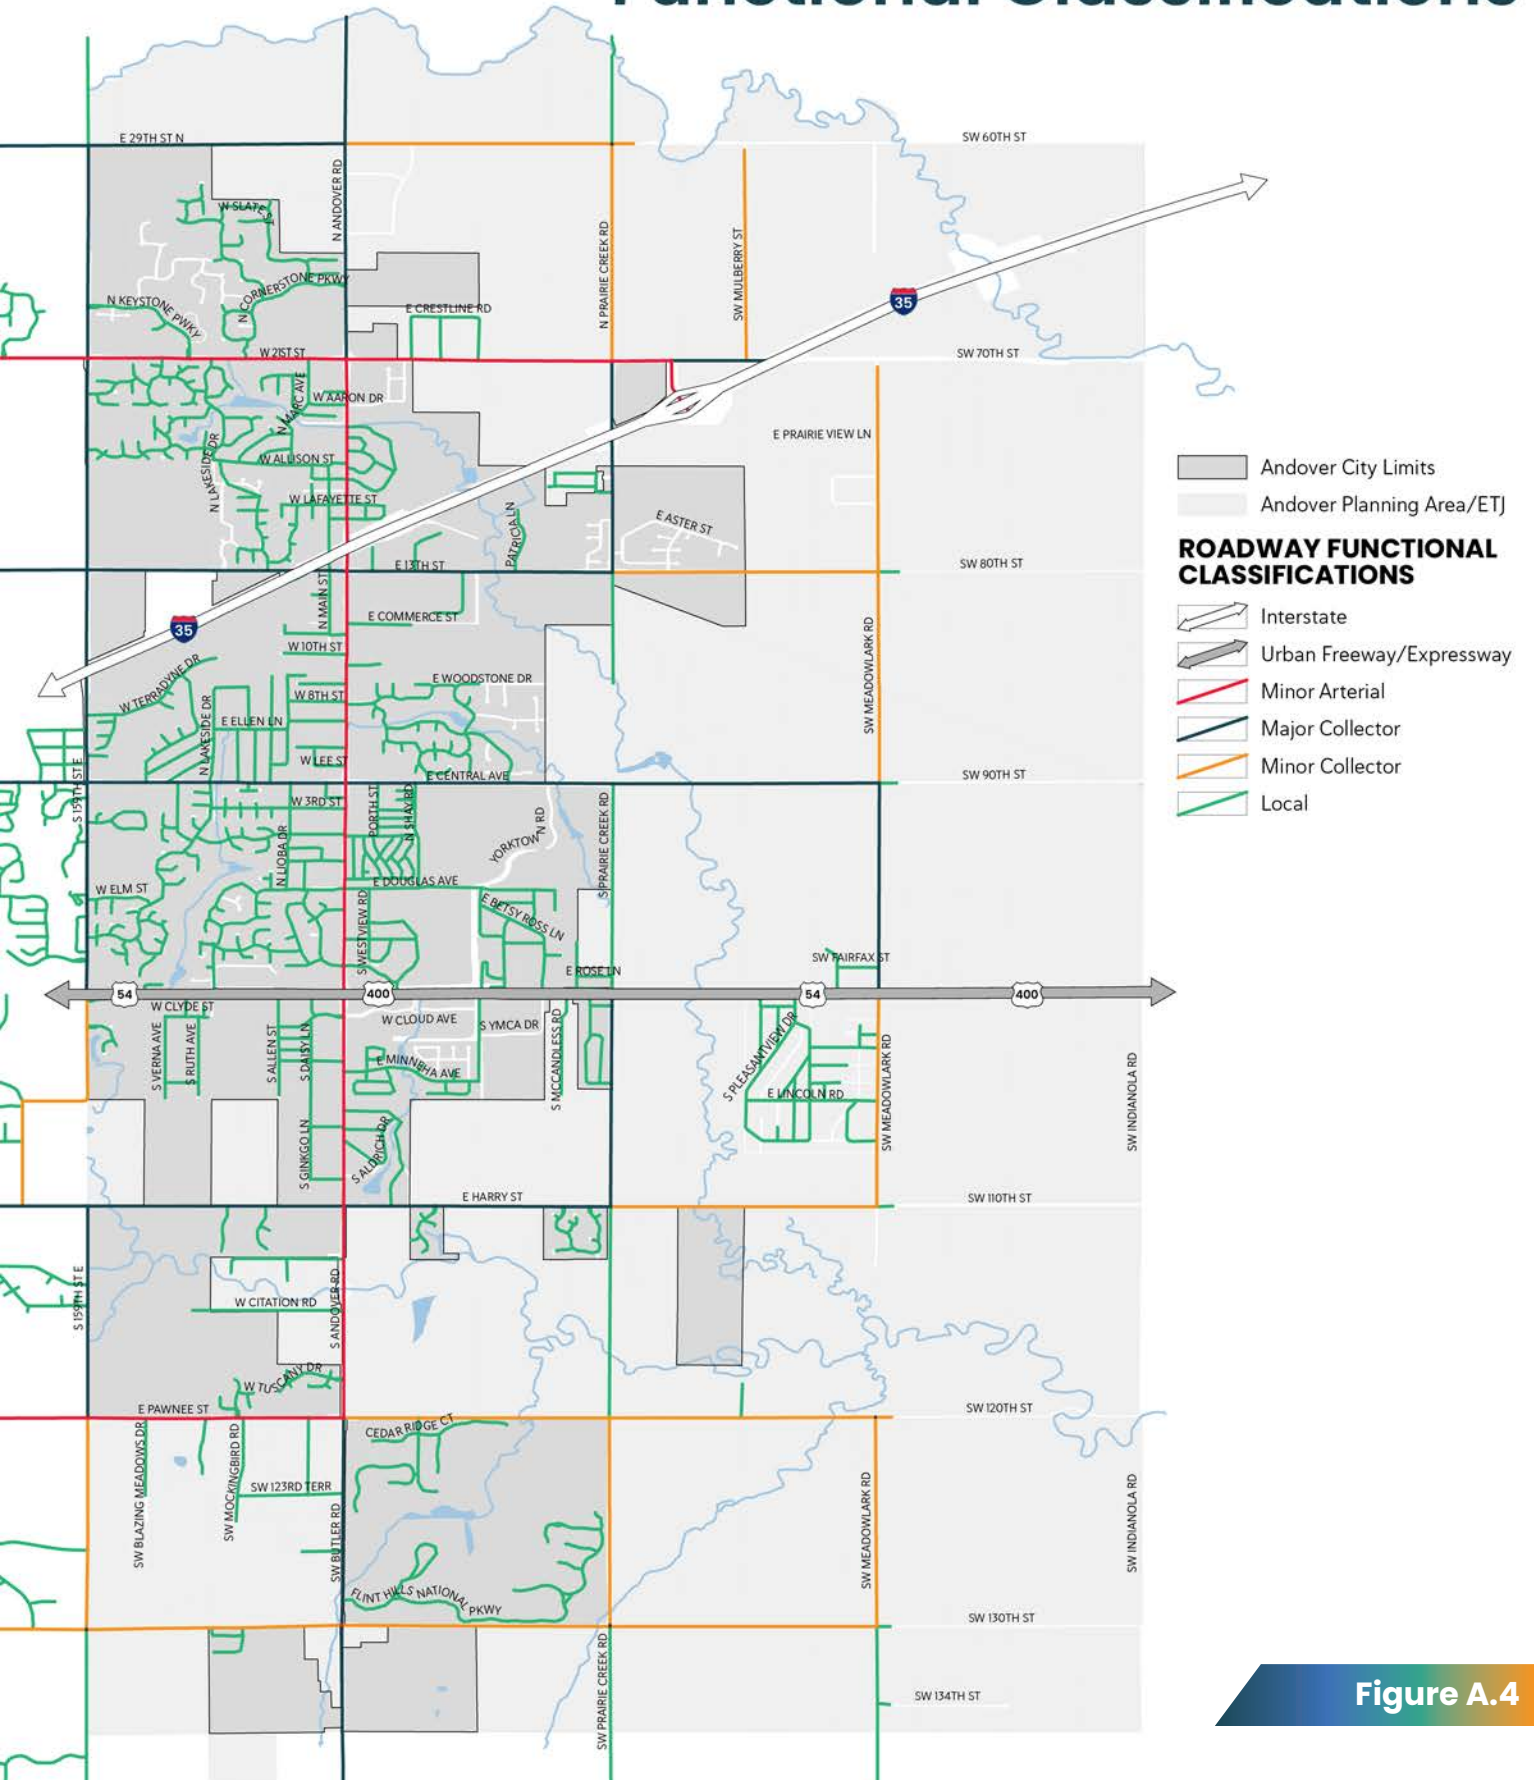 Functional Classifications
E 29TH ST N
SW 60TH ST
N ANDOVER RD
W SLATE ST
N CORNERSTONE PKWY
N KEYSTONE PWKY
E CRESTLINE RD
N PRAIRIE CREEK RD
SW MULBERRY ST
35
W 21ST ST
SW 70TH ST
N MARC AVE
W AARON DR
E PRAIRIE VIEW LN
N LAKESIDE DR
W ALLISON ST
W LAFAYETTE ST
PATRICIA LN
E ASTER ST
E 13TH ST
SW 80TH ST
N MAIN ST
E COMMERCE ST
35
W 10TH ST
SW MEADOWLARK RD
W TERRADYNE DR
E WOODSTONE DR
W 8TH ST
N LAKESIDE DR
E ELLEN LN
W LEE ST
E CENTRAL AVE
SW 90TH ST
S 159TH ST E
W 3RD ST
PORTH ST
N SHAY RD
N LIOBA DR
YORKTOWN RD
S PRAIRIE CREEK RD
W ELM ST
E DOUGLAS AVE
S WESTVIEW RD
E BETSY ROSS LN
SW FAIRFAX ST
E ROSE LN
54
400
54
400
W CLYDE ST
W CLOUD AVE
S YMCA DR
S VERNA AVE
S RUTH AVE
S ALLEN ST
S DAISY LN
E MINNEHA AVE
S MCCANDLESS RD
S PLEASANTVIEW DR
E LINCOLN RD
SW MEADOWLARK RD
SW INDIANOLA RD
S GINKGO LN
S ALDRICH DR
E HARRY ST
SW 110TH ST
S 159TH ST E
W CITATION RD
S ANDOVER RD
W TUSCANY DR
E PAWNEE ST
SW 120TH ST
CEDAR RIDGE CT
SW BLAZING MEADOWS DR
SW MOCKINGBIRD RD
SW 123RD TERR
SW BUTLER RD
SW MEADOWLARK RD
SW INDIANOLA RD
FLINT HILLS NATIONAL PKWY
SW 130TH ST
SW PRAIRIE CREEK RD
SW 134TH ST
Andover City Limits
Andover Planning Area/ETJ
ROADWAY FUNCTIONAL
CLASSIFICATIONS
Interstate
Urban Freeway/Expressway
Minor Arterial
Major Collector
Minor Collector
Local
Figure A.4